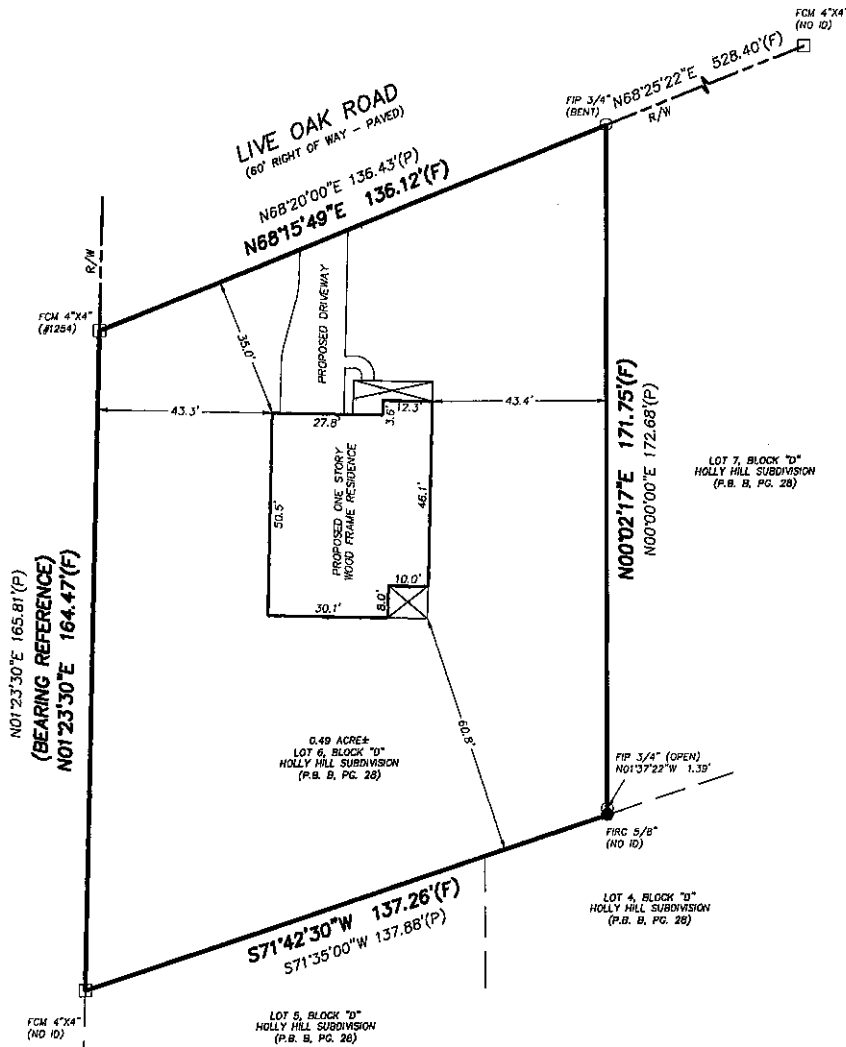 FCM 4"X4"
(NO ID)
N68°25'22"E 528.40'(F)
R/W
FIP 3/4"
(BENT)
LIVE OAK ROAD
(60' RIGHT OF WAY - PAVED)
N68°20'00"E 136.43'(P)
N68°15'49"E 136.12'(F)
R/W
FCM 4"X4"
(#1254)
35.0'
PROPOSED DRIVEWAY
43.3'
27.8'
3.6'
12.3'
43.4'
50.5'
PROPOSED ONE STORY
WOOD FRAME RESIDENCE
46.1'
10.0'
8.0'
30.1'
N00°02'17"E 171.75'(F)
N00°00'00"E 172.68'(P)
LOT 7, BLOCK "D"
HOLLY HILL SUBDIVISION
(P.B. B, PG. 28)
N01°23'30"E 165.81'(P)
(BEARING REFERENCE)
N01°23'30"E 164.47'(F)
60.8'
0.49 ACRE±
LOT 6, BLOCK "D"
HOLLY HILL SUBDIVISION
(P.B. B, PG. 28)
FIP 3/4" (OPEN)
N01°37'22"W 1.39'
FIRC 5/8"
(NO ID)
S71°42'30"W 137.26'(F)
S71°35'00"W 137.88'(P)
LOT 4, BLOCK "D"
HOLLY HILL SUBDIVISION
(P.B. B, PG. 28)
FCM 4"X4"
(NO ID)
LOT 5, BLOCK "D"
HOLLY HILL SUBDIVISION
(P.B. B, PG. 28)